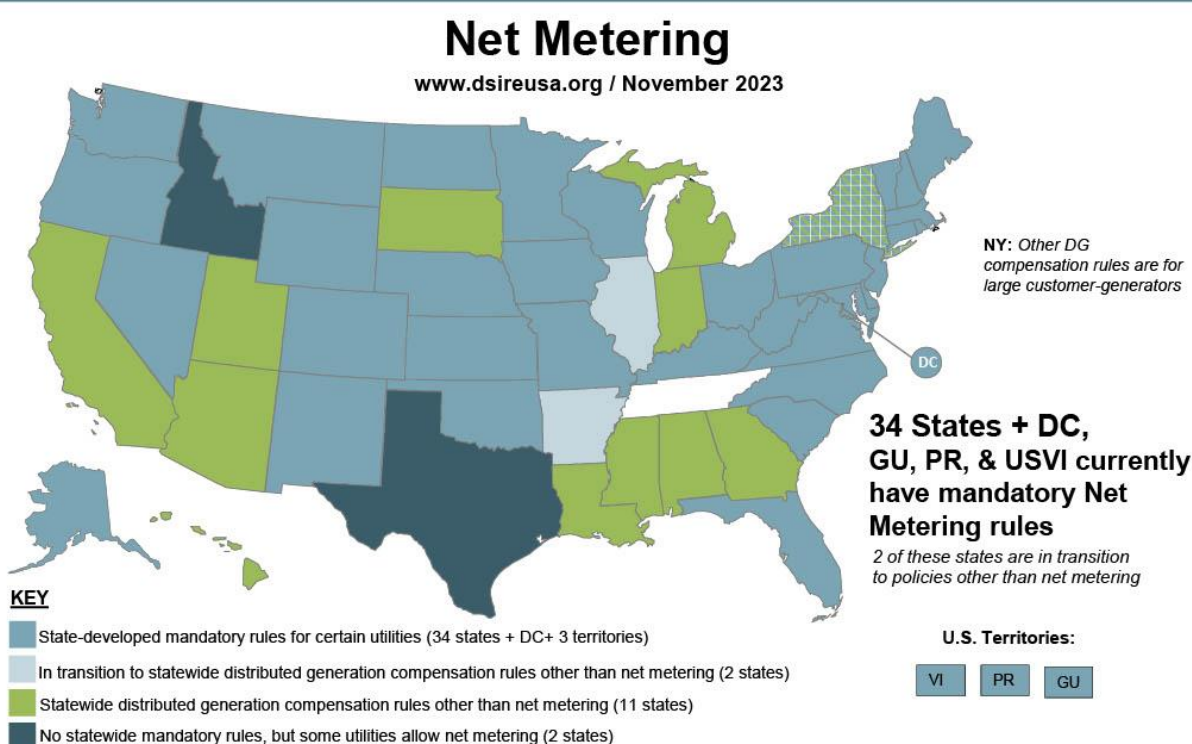 Net Metering
www.dsireusa.org / November 2023
NY: Other DG
compensation rules are for
large customer-generators
DC
34 States + DC,
GU, PR, & USVI currently
have mandatory Net
Metering rules
2 of these states are in transition
to policies other than net metering
KEY
State-developed mandatory rules for certain utilities (34 states + DC+ 3 territories)
In transition to statewide distributed generation compensation rules other than net metering (2 states)
Statewide distributed generation compensation rules other than net metering (11 states)
No statewide mandatory rules, but some utilities allow net metering (2 states)
U.S. Territories:
VI PR GU